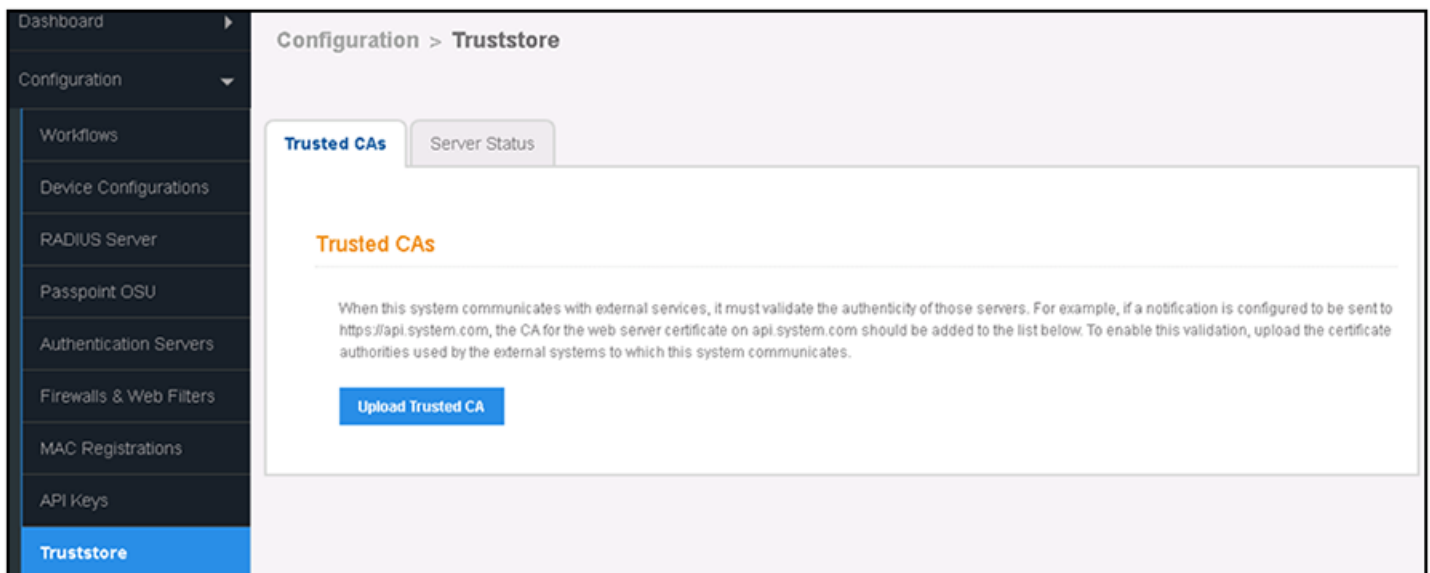 Dashboard
Configuration
Workflows
Device Configurations
RADIUS Server
Passpoint OSU
Authentication Servers
Firewalls & Web Filters
MAC Registrations
API Keys
Truststore
Configuration > Truststore
Trusted CAs
Server Status
Trusted CAs
When this system communicates with external services, it must validate the authenticity of those servers. For example, if a notification is configured to be sent to
https://api.system.com, the CA for the web server certificate on api.system.com should be added to the list below. To enable this validation, upload the certificate
authorities used by the external systems to which this system communicates.
Upload Trusted CA